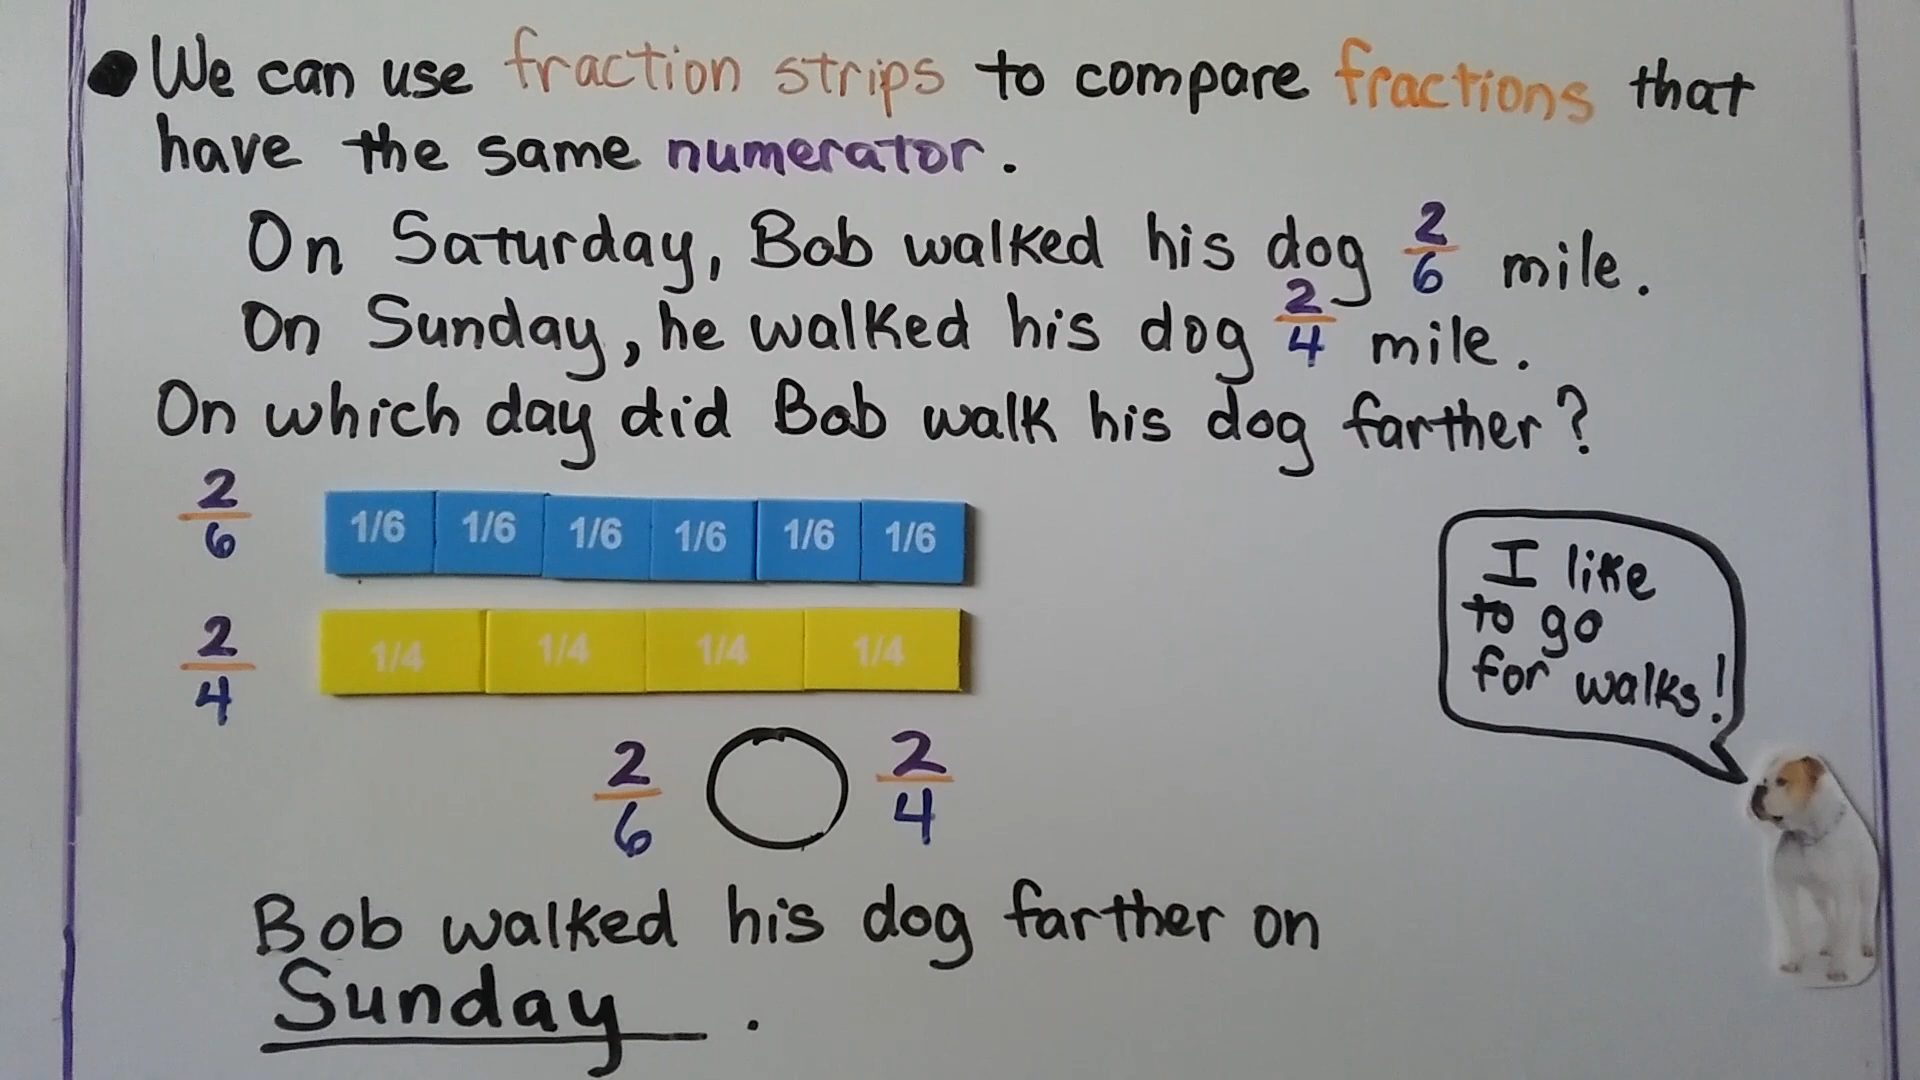 We can use fraction strips to compare fractions that
have the same numerator.
On Saturday, Bob walked his dog 2/6 mile.
On Sunday, he walked his dog 2/4 mile.
On which day did Bob walk his dog farther?
2/6 1/6 1/6 1/6 1/6 1/6 1/6
2/4 1/4 1/4 1/4 1/4
I like
to go
for walks!
2/6 2/4
Bob walked his dog farther on
Sunday.